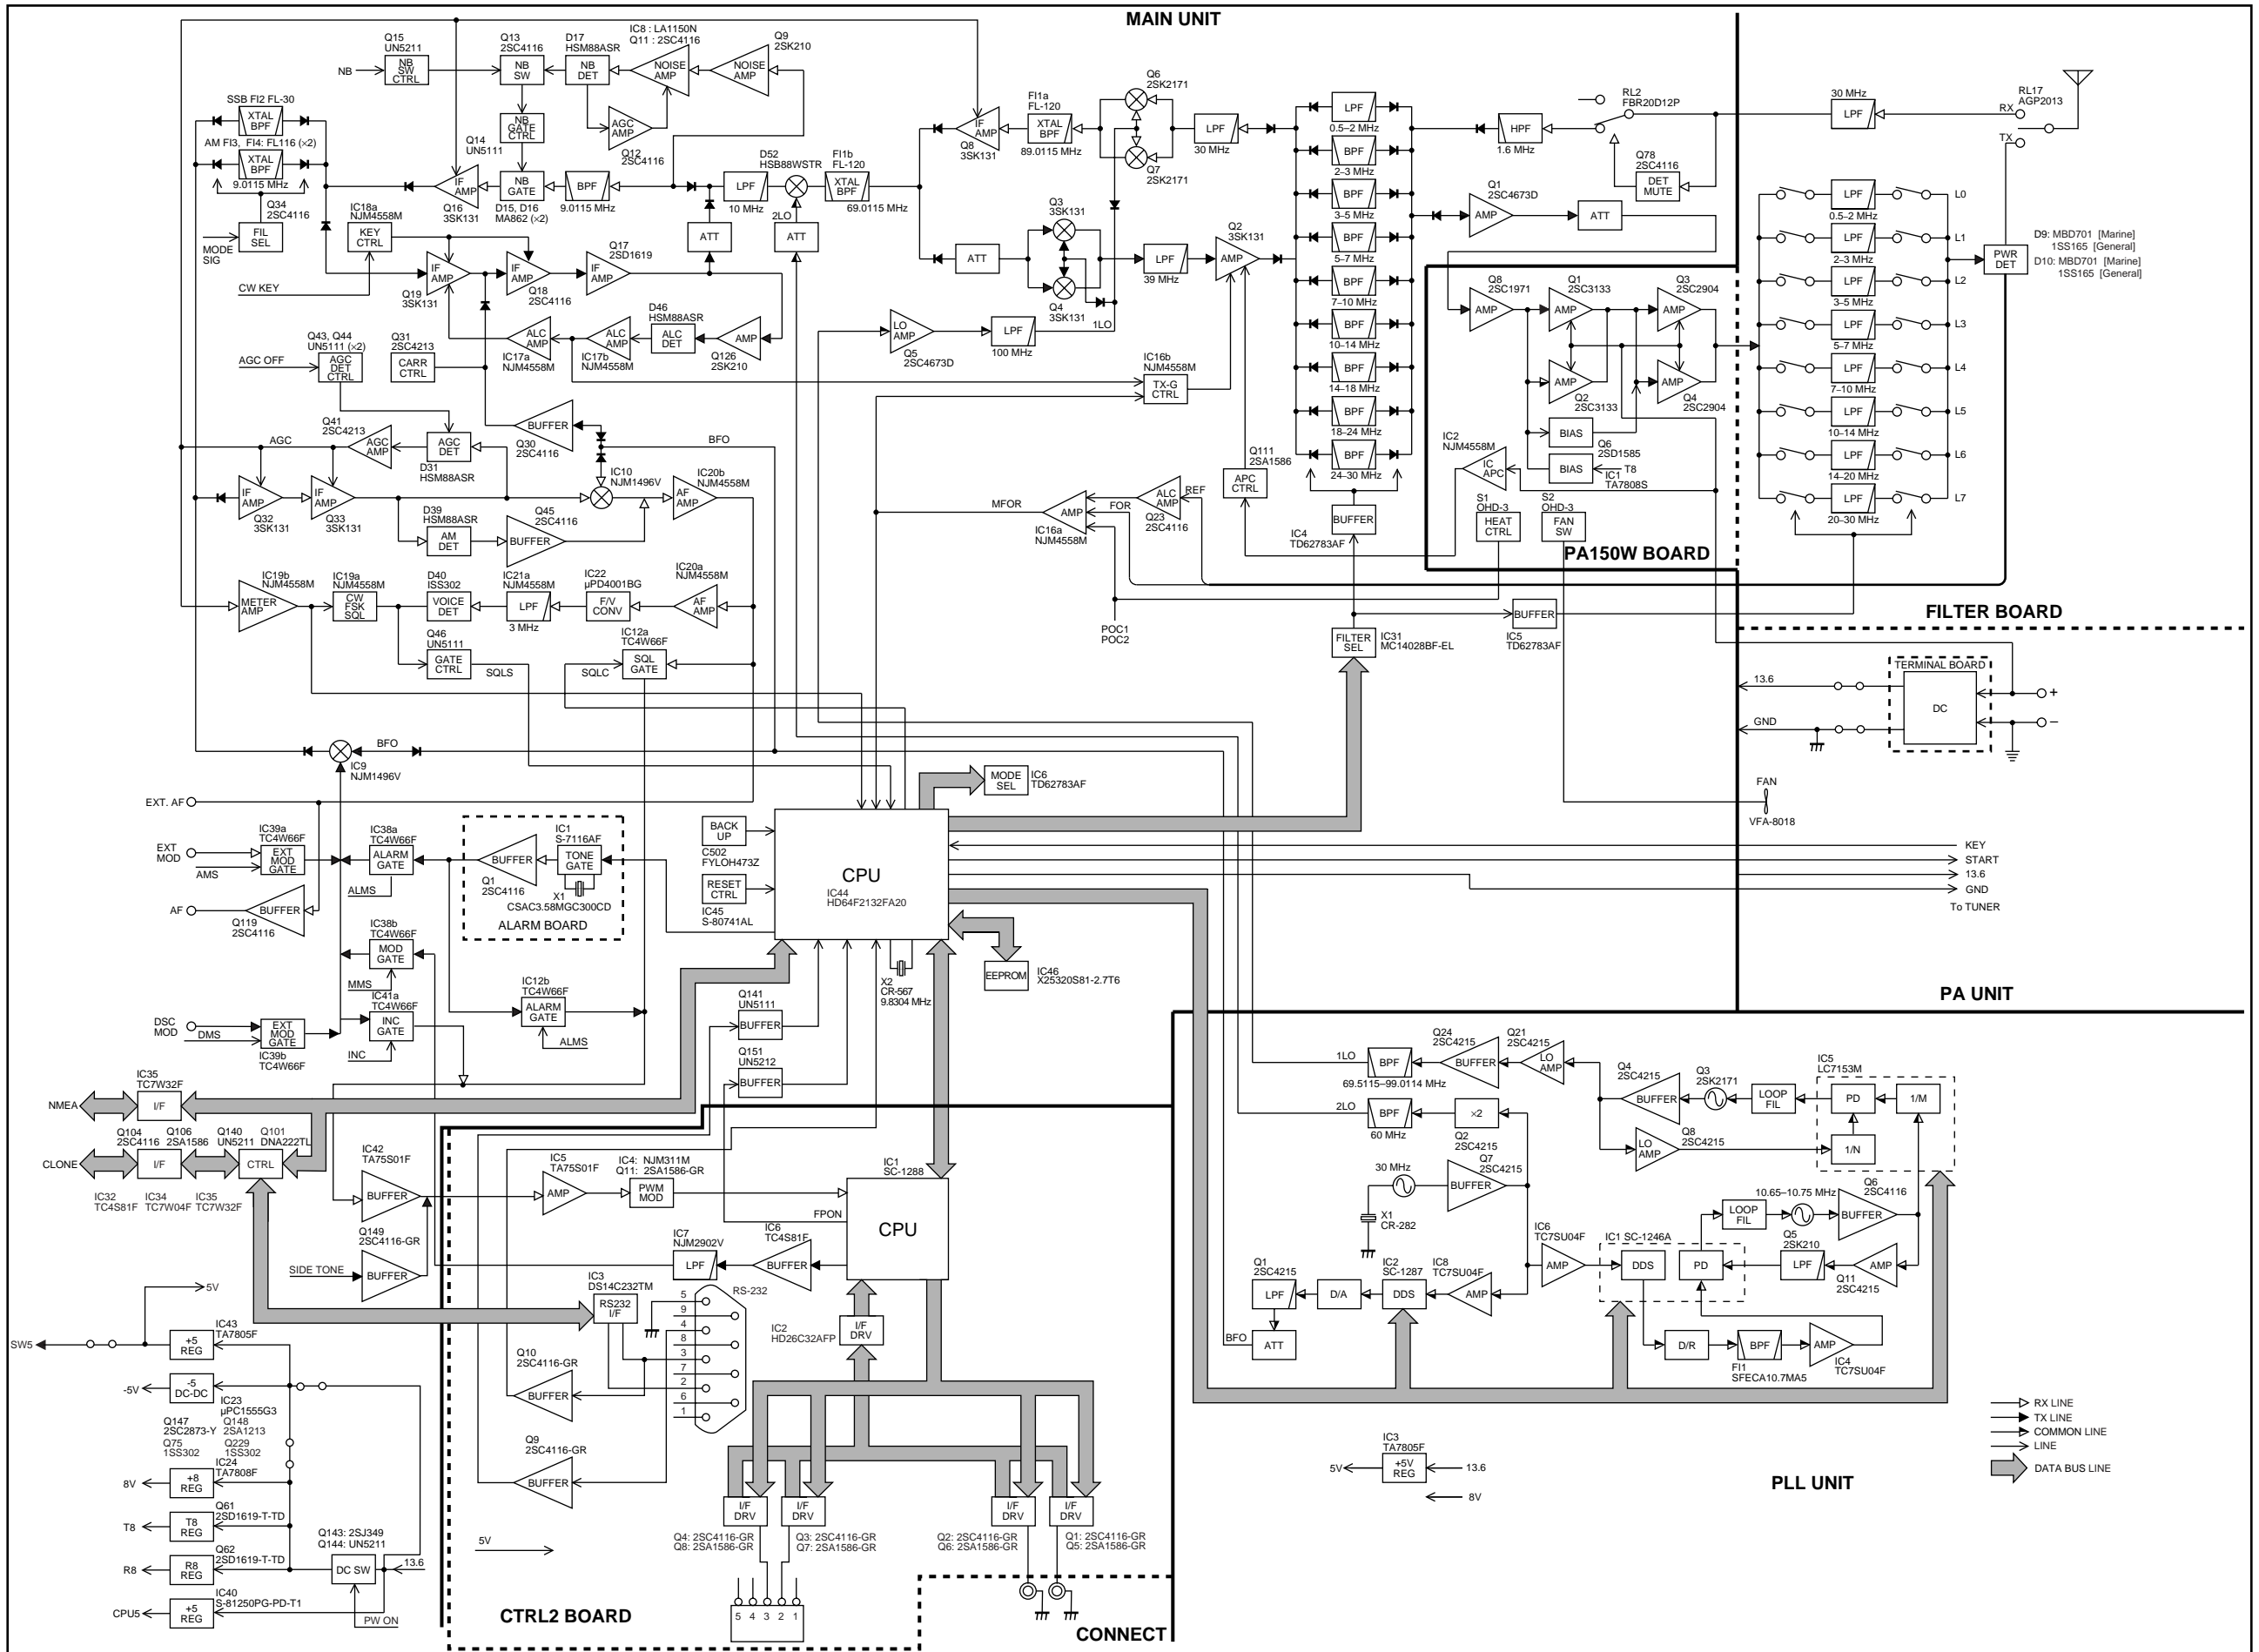 MAIN UNIT
Q15
UN5211
NB
NB
SW
CTRL
Q13
2SC4116
NB
SW
D17
HSM88ASR
NB
DET
IC8 : LA1150N
Q11 : 2SC4116
NOISE
AMP
Q9
2SK210
NOISE
AMP
NB
GATE
CTRL
Q14
UN5111
AGC
AMP
Q12
2SC4116
SSB FI2 FL-30
XTAL
BPF
AM FI3, FI4: FL116 (×2)
XTAL
BPF
9.0115 MHz
Q34
2SC4116
FIL
SEL
MODE
SIG
IF
AMP
Q16
3SK131
NB
GATE
D15, D16
MA862 (×2)
BPF
9.0115 MHz
LPF
10 MHz
D52
HSB88WSTR
2LO
FI1b
FL-120
XTAL
BPF
69.0115 MHz
ATT
ATT
IC18a
NJM4558M
KEY
CTRL
CW KEY
IF
AMP
Q19
3SK131
IF
AMP
Q18
2SC4116
Q17
2SD1619
IF
AMP
Q43, Q44
UN5111 (×2)
AGC OFF
AGC
DET
CTRL
Q31
2SC4213
CARR
CTRL
ALC
AMP
IC17a
NJM4558M
ALC
AMP
IC17b
NJM4558M
D46
HSM88ASR
ALC
DET
AMP
Q126
2SK210
Q41
2SC4213
AGC
AGC
AMP
AGC
DET
D31
HSM88ASR
BUFFER
Q30
2SC4116
BFO
IC10
NJM1496V
IC20b
NJM4558M
AF
AMP
IF
AMP
Q32
3SK131
IF
AMP
Q33
3SK131
D39
HSM88ASR
AM
DET
Q45
2SC4116
BUFFER
IC19b
NJM4558M
METER
AMP
IC19a
NJM4558M
CW
FSK
SQL
D40
ISS302
VOICE
DET
IC21a
NJM4558M
LPF
3 MHz
IC22
µPD4001BG
F/V
CONV
IC20a
NJM4558M
AF
AMP
Q46
UN5111
GATE
CTRL
SQLS
SQLC
IC12a
TC4W66F
SQL
GATE
IF
AMP
Q8
3SK131
FI1a
FL-120
XTAL
BPF
89.0115 MHz
Q6
2SK2171
Q7
2SK2171
LPF
30 MHz
Q3
3SK131
Q4
3SK131
ATT
LPF
39 MHz
Q2
3SK131
AMP
LO
AMP
Q5
2SC4673D
LPF
100 MHz
1LO
IC16b
NJM4558M
TX-G
CTRL
LPF
0.5–2 MHz
BPF
2–3 MHz
BPF
3–5 MHz
BPF
5–7 MHz
BPF
7–10 MHz
BPF
10–14 MHz
BPF
14–18 MHz
BPF
18–24 MHz
BPF
24–30 MHz
HPF
1.6 MHz
RL2
FBR20D12P
Q78
2SC4116
DET
MUTE
Q1
2SC4673D
AMP
ATT
30 MHz
LPF
RL17
AGP2013
RX
TX
LPF
0.5–2 MHz
L0
LPF
2–3 MHz
L1
LPF
3–5 MHz
L2
LPF
5–7 MHz
L3
LPF
7–10 MHz
L4
LPF
10–14 MHz
L5
LPF
14–20 MHz
L6
LPF
20–30 MHz
L7
PWR
DET
D9: MBD701 [Marine]
1SS165 [General]
D10: MBD701 [Marine]
1SS165 [General]
Q8
2SC1971
AMP
Q1
2SC3133
AMP
Q3
2SC2904
AMP
AMP
Q2
2SC3133
AMP
Q4
2SC2904
BIAS
Q6
2SD1585
BIAS
T8
IC1
TA7808S
IC2
NJM4558M
IC
APC
S1
OHD-3
HEAT
CTRL
S2
OHD-3
FAN
SW
PA150W BOARD
Q111
2SA1586
APC
CTRL
MFOR
AMP
IC16a
NJM4558M
FOR
ALC
AMP
REF
Q23
2SC4116
BUFFER
IC4
TD62783AF
POC1
POC2
FILTER
SEL
IC31
MC14028BF-EL
BUFFER
IC5
TD62783AF
FILTER BOARD
TERMINAL BOARD
13.6
GND
DC
+
–
FAN
VFA-8018
KEY
START
13.6
GND
To TUNER
PA UNIT
BFO
IC9
NJM1496V
EXT. AF
EXT
MOD
IC39a
TC4W66F
EXT
MOD
GATE
AMS
IC38a
TC4W66F
ALARM
GATE
ALMS
AF
BUFFER
Q119
2SC4116
BUFFER
Q1
2SC4116
IC1
S-7116AF
TONE
GATE
X1
CSAC3.58MGC300CD
ALARM BOARD
IC38b
TC4W66F
MOD
GATE
MMS
IC41a
TC4W66F
INC
GATE
INC
DSC
MOD
DMS
EXT
MOD
GATE
IC39b
TC4W66F
IC12b
TC4W66F
ALARM
GATE
ALMS
BACK
UP
C502
FYLOH473Z
RESET
CTRL
IC45
S-80741AL
CPU
IC44
HD64F2132FA20
MODE
SEL
IC6
TD62783AF
X2
CR-567
9.8304 MHz
EEPROM
IC46
X25320S81-2.7T6
Q141
UN5111
BUFFER
Q151
UN5212
BUFFER
NMEA
IC35
TC7W32F
I/F
Q104
2SC4116
Q106
2SA1586
Q140
UN5211
Q101
DNA222TL
CLONE
I/F
CTRL
IC32
TC4S81F
IC34
TC7W04F
IC35
TC7W32F
IC42
TA75S01F
BUFFER
Q149
2SC4116-GR
SIDE TONE
BUFFER
IC5
TA75S01F
AMP
IC4: NJM311M
Q11: 2SA1586-GR
PWM
MOD
IC1
SC-1288
CPU
FPON
IC7
NJM2902V
LPF
IC6
TC4S81F
BUFFER
IC3
DS14C232TM
RS232
I/F
RS-232
5
9
4
8
3
7
2
6
1
IC2
HD26C32AFP
I/F
DRV
Q10
2SC4116-GR
BUFFER
Q9
2SC4116-GR
BUFFER
5V
I/F
DRV
I/F
DRV
I/F
DRV
I/F
DRV
Q4: 2SC4116-GR
Q8: 2SA1586-GR
Q3: 2SC4116-GR
Q7: 2SA1586-GR
Q2: 2SC4116-GR
Q6: 2SA1586-GR
Q1: 2SC4116-GR
Q5: 2SA1586-GR
5 4 3 2 1
CTRL2 BOARD
CONNECT
5V
SW5
IC43
TA7805F
+5
REG
-5V
-5
DC-DC
IC23
µPC1555G3
Q147
2SC2873-Y
Q148
2SA1213
Q75
1SS302
Q229
1SS302
IC24
TA7808F
8V
+8
REG
Q61
2SD1619-T-TD
T8
T8
REG
Q62
2SD1619-T-TD
R8
R8
REG
IC40
S-81250PG-PD-T1
CPU5
+5
REG
Q143: 2SJ349
Q144: UN5211
DC SW
13.6
PW ON
1LO
BPF
69.5115–99.0114 MHz
Q24
2SC4215
BUFFER
Q21
2SC4215
LO
AMP
2LO
BPF
60 MHz
×2
Q2
2SC4215
Q4
2SC4215
BUFFER
Q3
2SK2171
LOOP
FIL
IC5
LC7153M
PD
1/M
1/N
LO
AMP
Q8
2SC4215
30 MHz
X1
CR-282
Q7
2SC4215
BUFFER
10.65–10.75 MHz
LOOP
FIL
Q6
2SC4116
BUFFER
IC6
TC7SU04F
AMP
IC1 SC-1246A
DDS
PD
Q5
2SK210
LPF
AMP
Q11
2SC4215
Q1
2SC4215
LPF
D/A
IC2
SC-1287
DDS
IC8
TC7SU04F
AMP
BFO
ATT
D/R
BPF
FI1
SFECA10.7MA5
AMP
IC4
TC7SU04F
IC3
TA7805F
5V
+5V
REG
13.6
8V
PLL UNIT
RX LINE
TX LINE
COMMON LINE
LINE
DATA BUS LINE